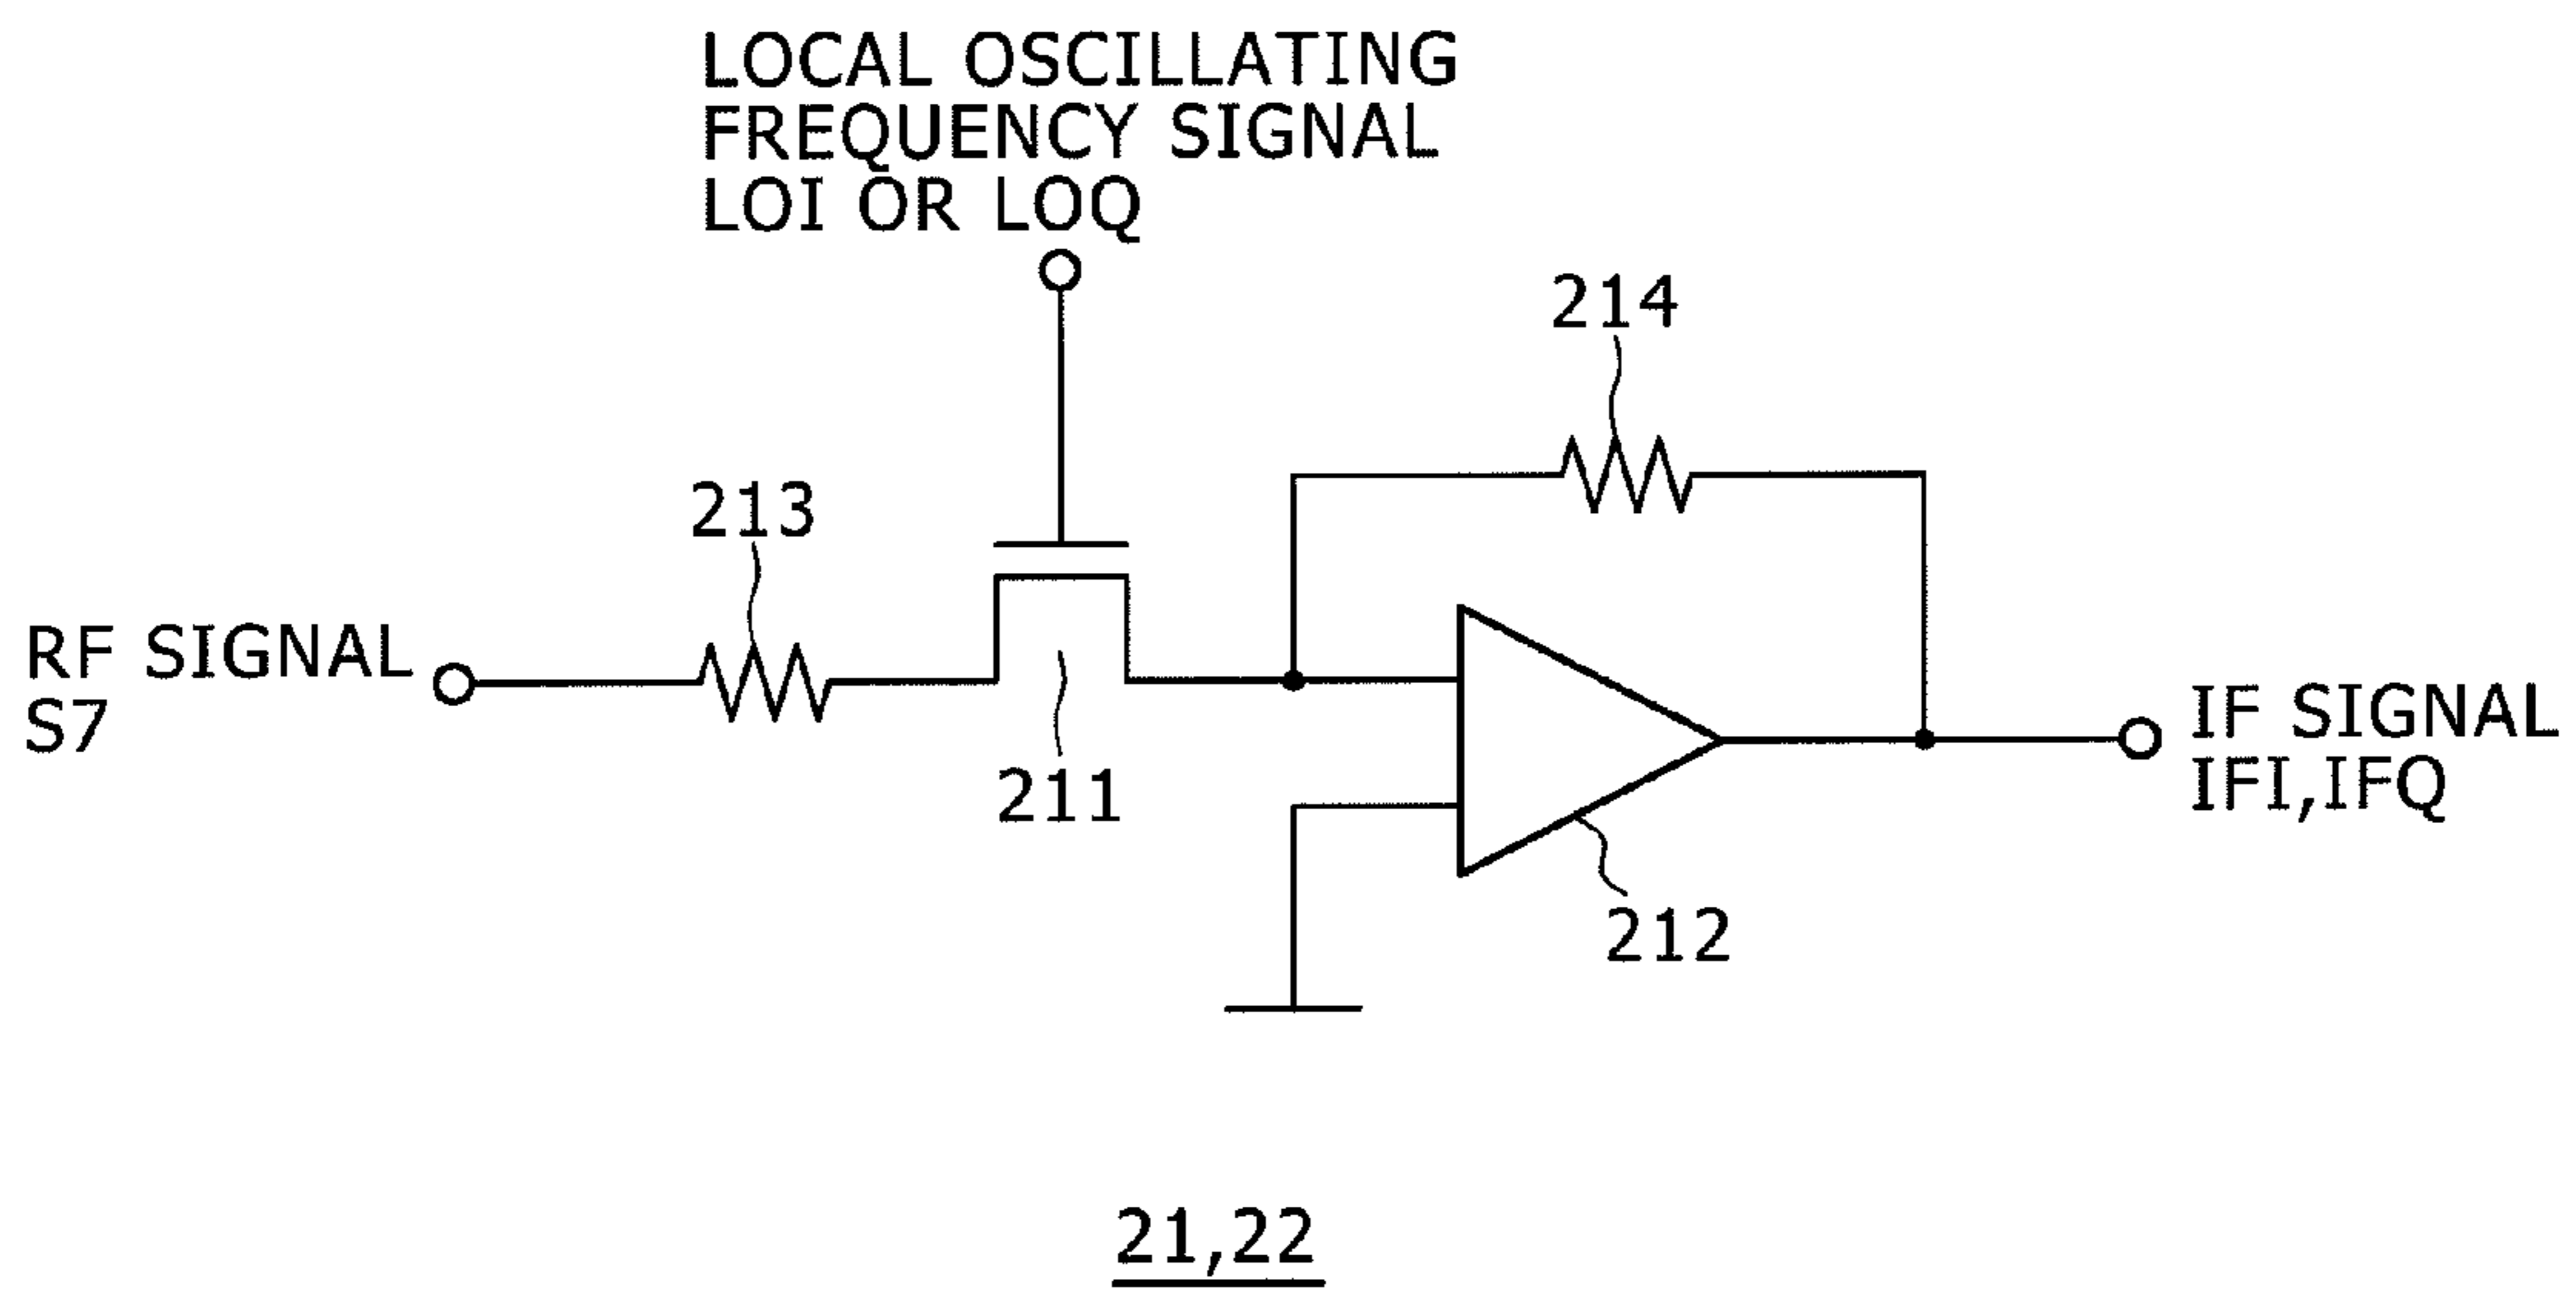 LOCAL OSCILLATING
FREQUENCY SIGNAL
LOI OR LOQ
214
213
RF SIGNAL
S7
211
IF SIGNAL
IFI,IFQ
212
21,22